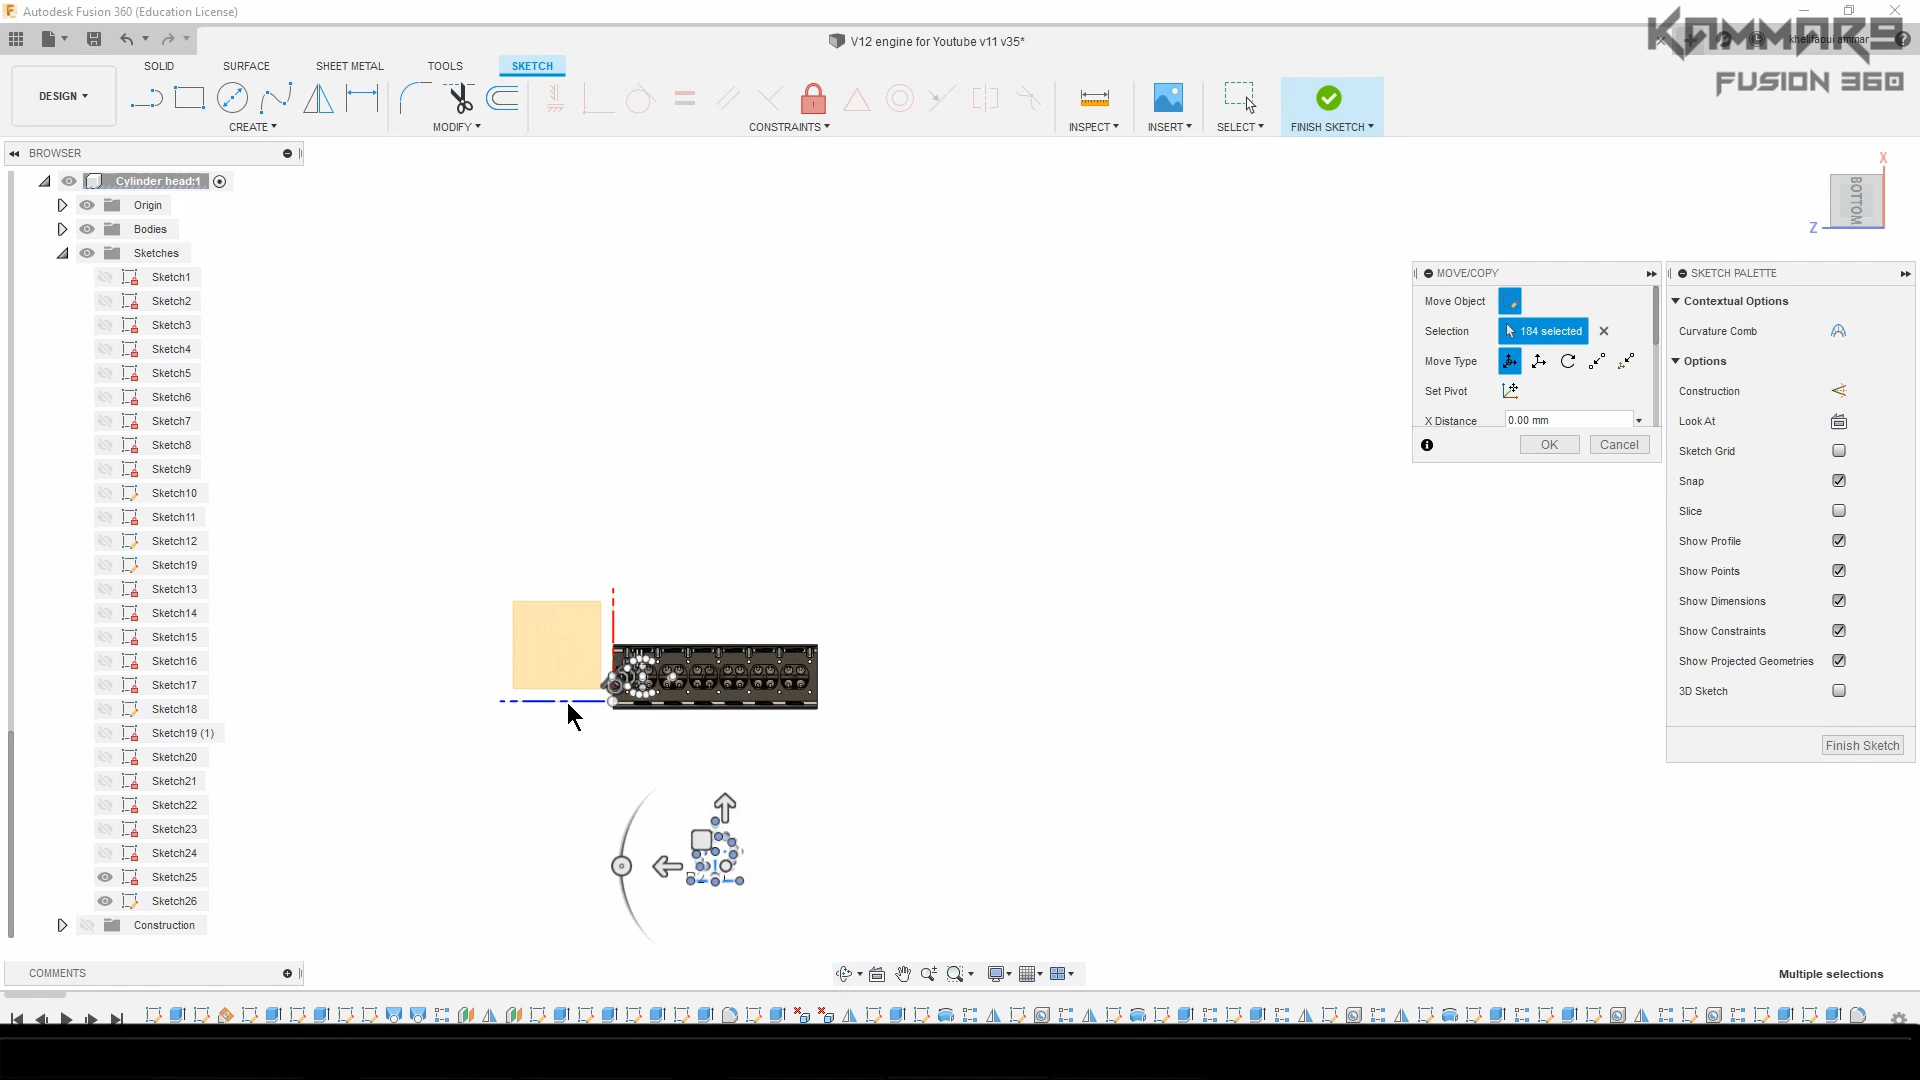 Autodesk Fusion 360 (Education License)
KAMMAR9
FUSION 360
V12 engine for Youtube v11 v35*
khelifaoui ammar
SOLID
SURFACE
SHEET METAL
TOOLS
SKETCH
DESIGN
CREATE
MODIFY
CONSTRAINTS
INSPECT
INSERT
SELECT
FINISH SKETCH
BROWSER
Cylinder head:1
Origin
Bodies
Sketches
Sketch1
Sketch2
Sketch3
Sketch4
Sketch5
Sketch6
Sketch7
Sketch8
Sketch9
Sketch10
Sketch11
Sketch12
Sketch19
Sketch13
Sketch14
Sketch15
Sketch16
Sketch17
Sketch18
Sketch19 (1)
Sketch20
Sketch21
Sketch22
Sketch23
Sketch24
Sketch25
Sketch26
Construction
COMMENTS
X
BOTTOM
Z
MOVE/COPY
Move Object
Selection
184 selected
Move Type
Set Pivot
X Distance
0.00 mm
OK
Cancel
SKETCH PALETTE
Contextual Options
Curvature Comb
Options
Construction
Look At
Sketch Grid
Snap
Slice
Show Profile
Show Points
Show Dimensions
Show Constraints
Show Projected Geometries
3D Sketch
Finish Sketch
Multiple selections